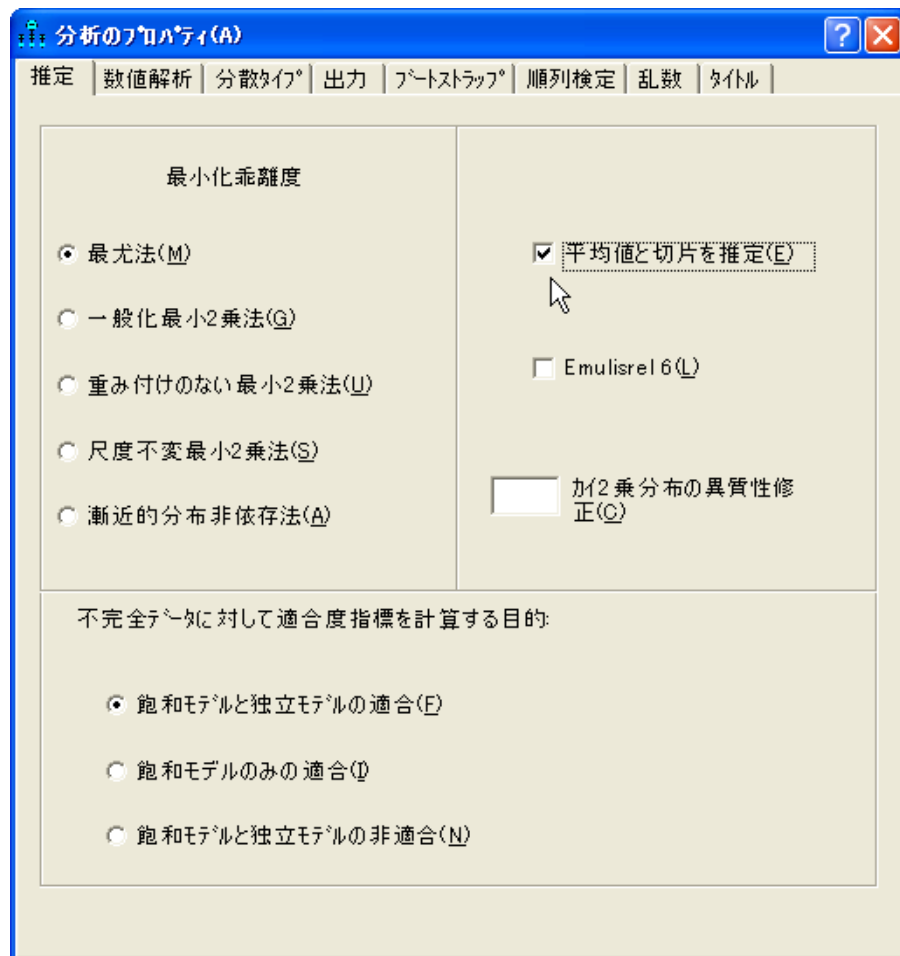 分析のﾌﾟﾛﾊﾟﾃｨ(A)
推定 数値解析 分散ﾀｲﾌﾟ 出力 ﾌﾞｰﾄｽﾄﾗｯﾌﾟ 順列検定 乱数 ﾀｲﾄﾙ
最小化乖離度
最尤法(M)
平均値と切片を推定(E)
一般化最小2乗法(G)
Emulisrel6(L)
重み付けのない最小2乗法(U)
尺度不変最小2乗法(S)
ｶｲ2乗分布の異質性修
正(C)
漸近的分布非依存法(A)
不完全ﾃﾞｰﾀに対して適合度指標を計算する目的:
飽和ﾓﾃﾞﾙと独立ﾓﾃﾞﾙの適合(F)
飽和モデルのみの適合(I)
飽和ﾓﾃﾞﾙと独立ﾓﾃﾞﾙの非適合(N)